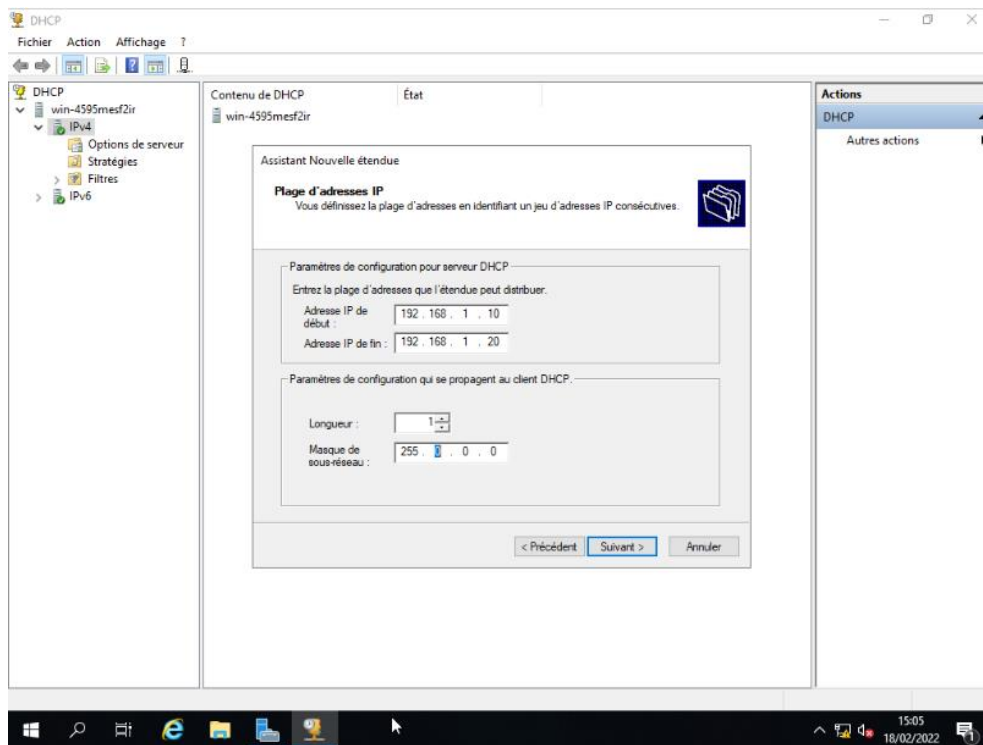 DHCP
Fichier Action Affichage ?
DHCP
win-4595mesf2ir
IPv4
Options de serveur
Stratégies
Filtres
IPv6
Contenu de DHCP État
win-4595mesf2ir
Assistant Nouvelle étendue
Plage d'adresses IP
Vous définissez la plage d'adresses en identifiant un jeu d'adresses IP consécutives.
Paramètres de configuration pour serveur DHCP
Entrez la plage d'adresses que l'étendue peut distribuer.
Adresse IP de
début :
192 . 168 . 1 . 10
Adresse IP de fin : 192 . 168 . 1 . 20
Paramètres de configuration qui se propagent au client DHCP.
Longueur : 1
Masque de
sous-réseau :
255 . 0 . 0 . 0
< Précédent Suivant > Annuler
Actions
DHCP
Autres actions
15:05
18/02/2022
1